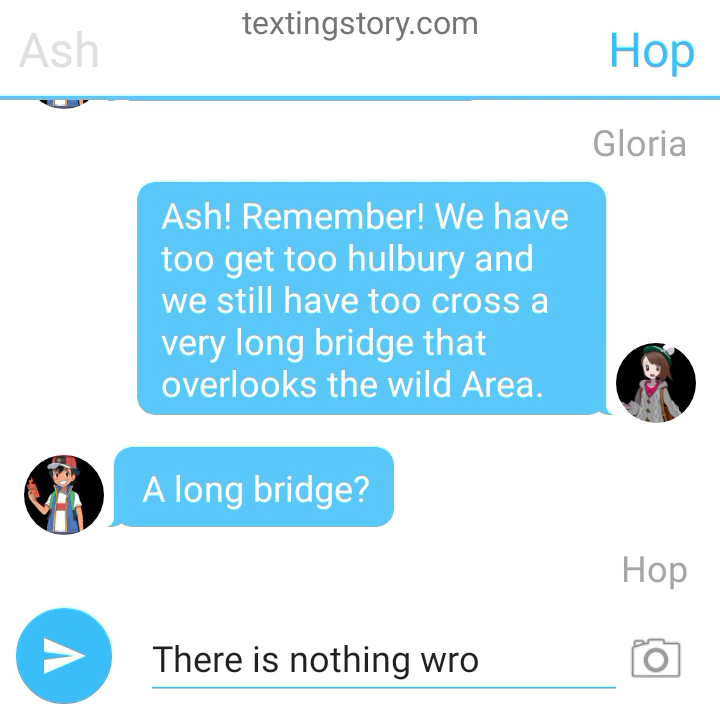 textingstory.com
Ash
Hop
Gloria
Ash! Remember! We have
too get too hulbury and
we still have too cross a
very long bridge that
overlooks the wild Area.
A long bridge?
Hop
There is nothing wro